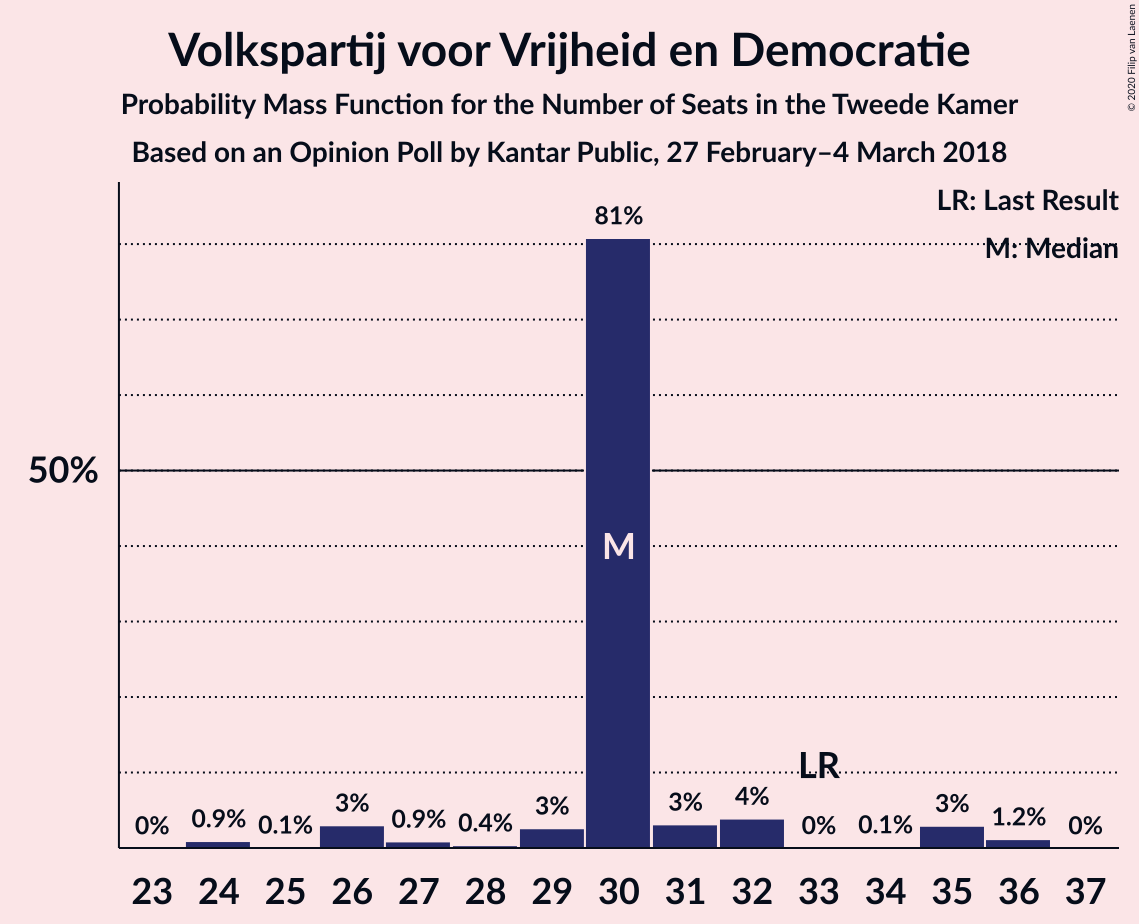 Volkspartij voor Vrijheid en Democratie
Probability Mass Function for the Number of Seats in the Tweede Kamer
Based on an Opinion Poll by Kantar Public, 27 February–4 March 2018
© 2020 Filip van Laenen
LR: Last Result
M: Median
50%
0% 0.9% 0.1% 3% 0.9% 0.4% 3% 81% 3% 4% 0% 0.1% 3% 1.2% 0%
M
LR
23 24 25 26 27 28 29 30 31 32 33 34 35 36 37